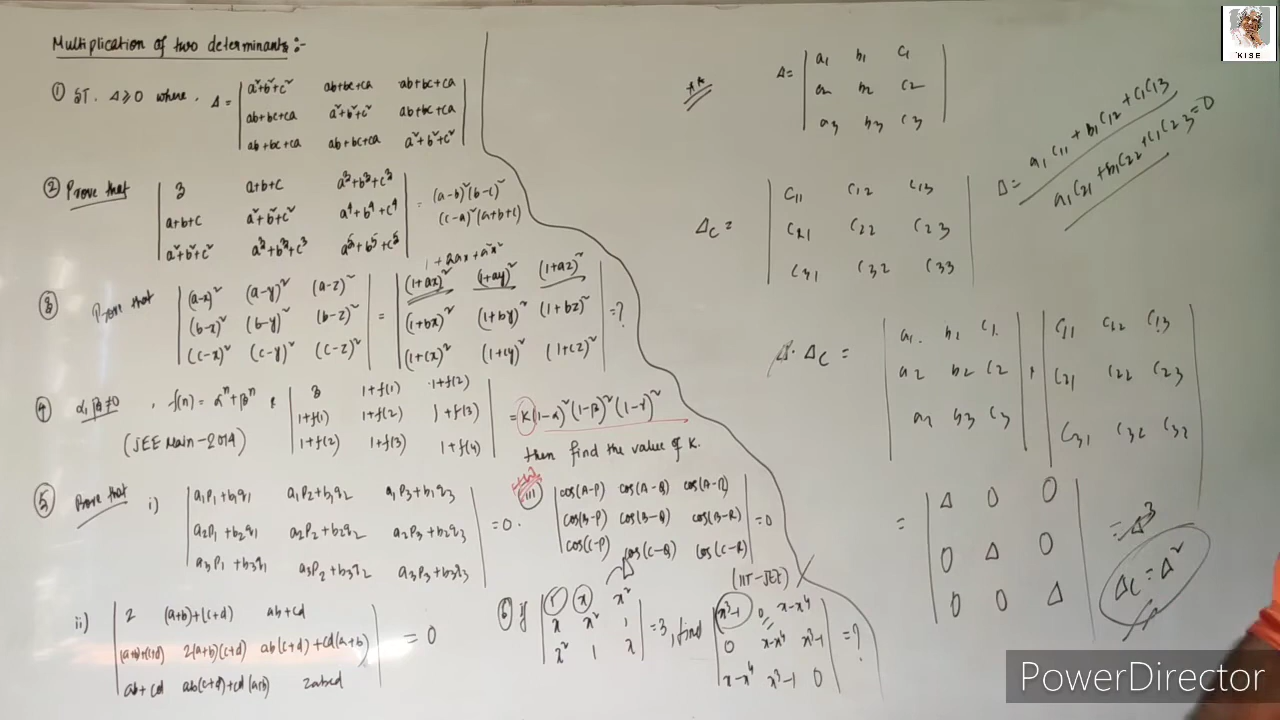 Multiplication of two determinants :-
① ST. Δ ≥ 0 where. Δ = | a²+b²+c² ab+bc+ca ab+bc+ca |
| ab+bc+ca a²+b²+c² ab+bc+ca |
| ab+bc+ca ab+bc+ca a²+b²+c² |
② Prove that | 3 a+b+c a³+b³+c³ | = (a-b)²(b-c)²
| a+b+c a²+b²+c² a⁴+b⁴+c⁴ | (c-a)²(a+b+c)
| a²+b²+c² a³+b³+c³ a⁵+b⁵+c⁵ |
1+2ax+a²x²
③ Prove that | (a-x)² (a-y)² (a-z)² | = | (1+ax)² (1+ay)² (1+az)² | = ?
| (b-x)² (b-y)² (b-z)² | | (1+bx)² (1+by)² (1+bz)² |
| (c-x)² (c-y)² (c-z)² | | (1+cx)² (1+cy)² (1+cz)² |
④ α, β ≠ 0 , f(n) = αⁿ+βⁿ & | 3 1+f(1) 1+f(2) | = K(1-α)²(1-β)²(1-γ)²
(JEE Main-2014) | 1+f(1) 1+f(2) 1+f(3) |
| 1+f(2) 1+f(3) 1+f(4) | then find the value of K.
⑤ Prove that i) | a1P1+b1q1 a1P2+b1q2 a1P3+b1q3 | = 0.
| a2P1+b2q1 a2P2+b2q2 a2P3+b2q3 |
| a3P1+b3q1 a3P2+b3q2 a3P3+b3q3 |
(iii) | cos(A-P) cos(A-Q) cos(A-R) | = 0
| cos(B-P) cos(B-Q) cos(B-R) |
| cos(C-P) cos(C-Q) cos(C-R) |
ii) | 2 (a+b)+(c+d) ab+cd | = 0
| (a+b)+(c+d) 2(a+b)(c+d) ab(c+d)+cd(a+b) |
| ab+cd ab(c+d)+cd(a+b) 2abcd |
(IIT-JEE)
⑥ if | 1 x x² | = 3, find | x³-1 0 x-x⁴ | = ?
| x x² 1 | | 0 x-x⁴ x³-1 |
| x² 1 x | | x-x⁴ x³-1 0 |
Δ = | a1 b1 c1 |
| a2 b2 c2 |
| a3 b3 c3 |
Δ = a1C11 + b1C12 + c1C13
a1C21 + b1C22 + c1C23 = 0
ΔC = | C11 C12 C13 |
| C21 C22 C23 |
| C31 C32 C33 |
Δ · ΔC = | a1 b1 c1 | | C11 C12 C13 |
| a2 b2 c2 | | C21 C22 C23 |
| a3 b3 c3 | | C31 C32 C32 |
= | Δ 0 0 | = Δ³
| 0 Δ 0 |
| 0 0 Δ |
ΔC = Δ²
KISE
PowerDirector